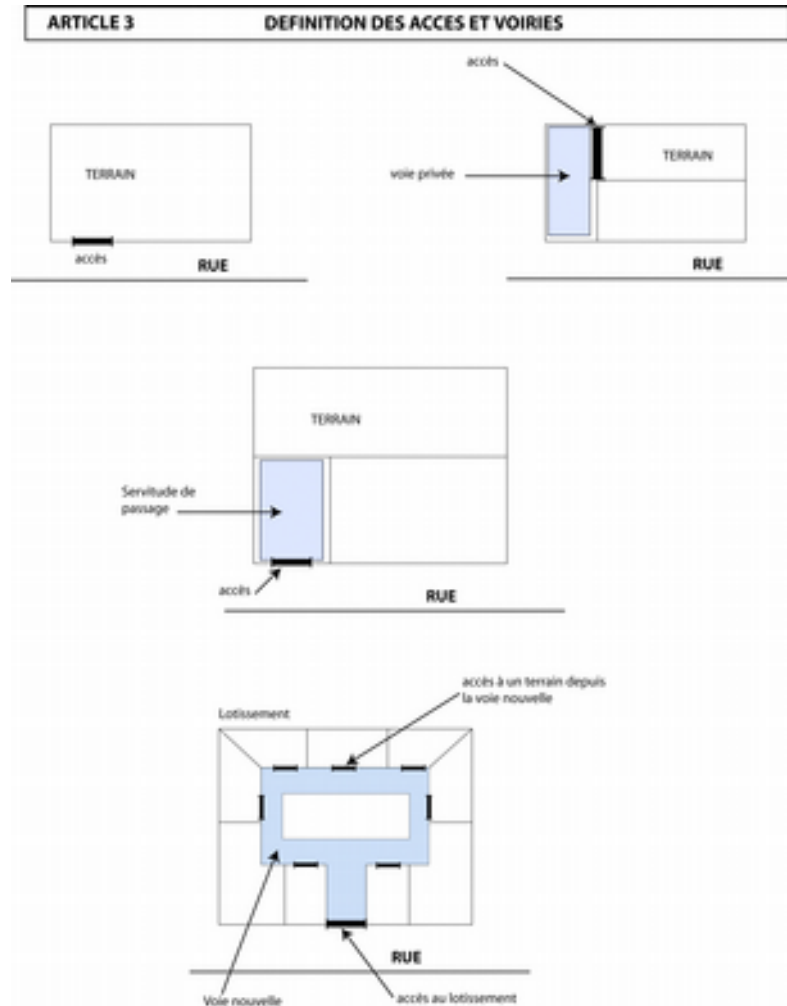 ARTICLE 3 DEFINITION DES ACCES ET VOIRIES
accès
TERRAIN
accès
RUE
voie privée
TERRAIN
RUE
TERRAIN
Servitude de
passage
accès
RUE
accès à un terrain depuis
la voie nouvelle
Lotissement
RUE
Voie nouvelle
accès au lotissement